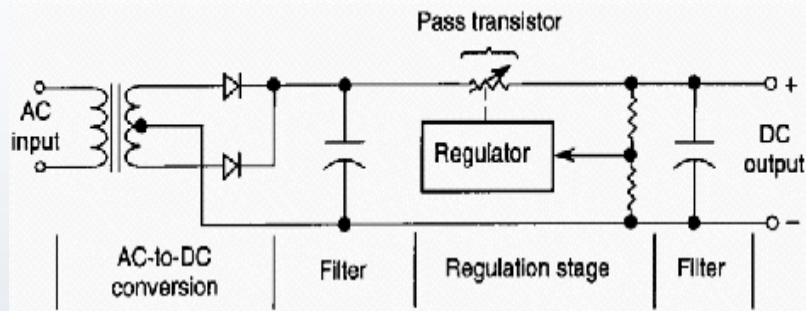 Pass transistor
AC
input
+
Regulator
DC
output
−
AC-to-DC
conversion
Filter
Regulation stage
Filter